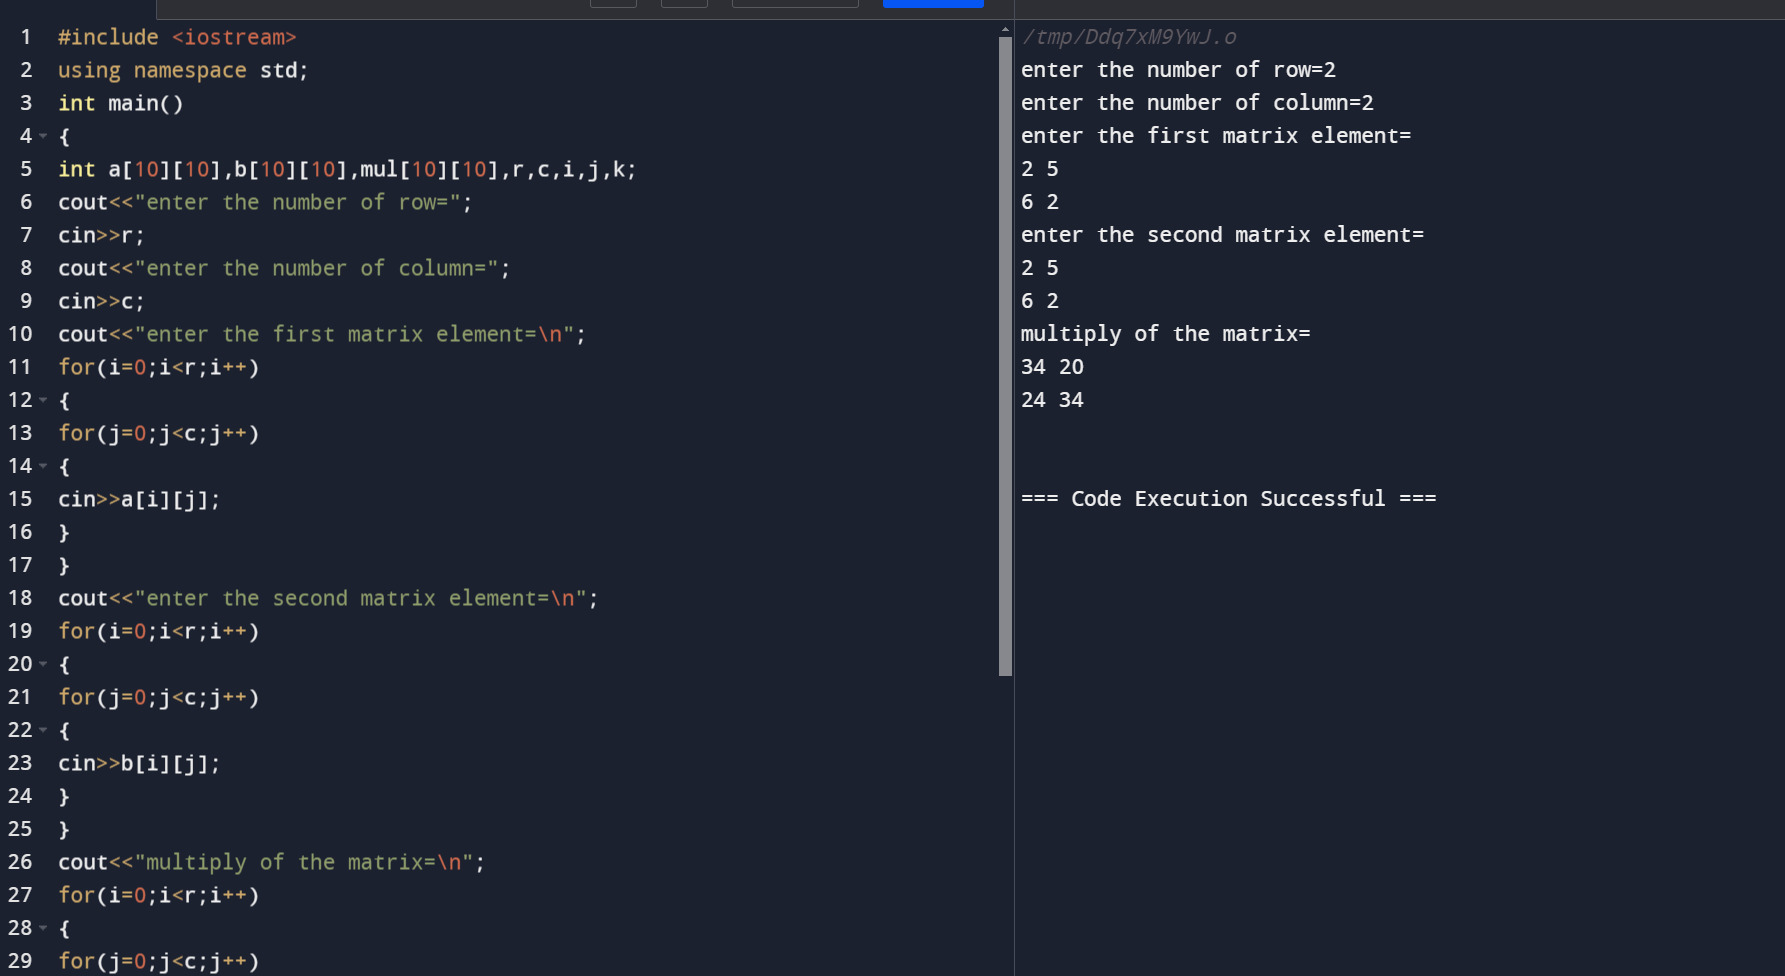 1 #include <iostream>
2 using namespace std;
3 int main()
4 {
5 int a[10][10],b[10][10],mul[10][10],r,c,i,j,k;
6 cout<<"enter the number of row=";
7 cin>>r;
8 cout<<"enter the number of column=";
9 cin>>c;
10 cout<<"enter the first matrix element=\n";
11 for(i=0;i<r;i++)
12 {
13 for(j=0;j<c;j++)
14 {
15 cin>>a[i][j];
16 }
17 }
18 cout<<"enter the second matrix element=\n";
19 for(i=0;i<r;i++)
20 {
21 for(j=0;j<c;j++)
22 {
23 cin>>b[i][j];
24 }
25 }
26 cout<<"multiply of the matrix=\n";
27 for(i=0;i<r;i++)
28 {
29 for(j=0;j<c;j++)
/tmp/Ddq7xM9YwJ.o
enter the number of row=2
enter the number of column=2
enter the first matrix element=
2 5
6 2
enter the second matrix element=
2 5
6 2
multiply of the matrix=
34 20
24 34
=== Code Execution Successful ===